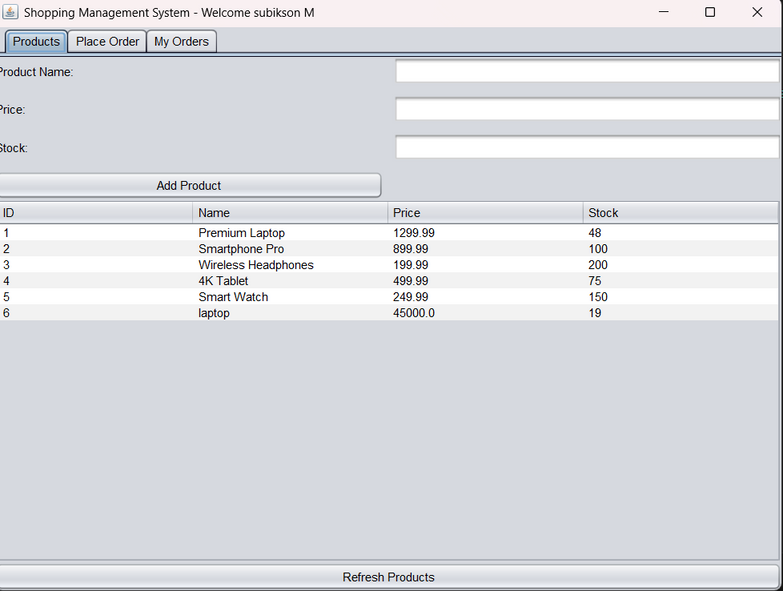 Shopping Management System - Welcome subikson M
Products Place Order My Orders
Product Name:
Price:
Stock:
Add Product
ID Name Price Stock
1 Premium Laptop 1299.99 48
2 Smartphone Pro 899.99 100
3 Wireless Headphones 199.99 200
4 4K Tablet 499.99 75
5 Smart Watch 249.99 150
6 laptop 45000.0 19
Refresh Products